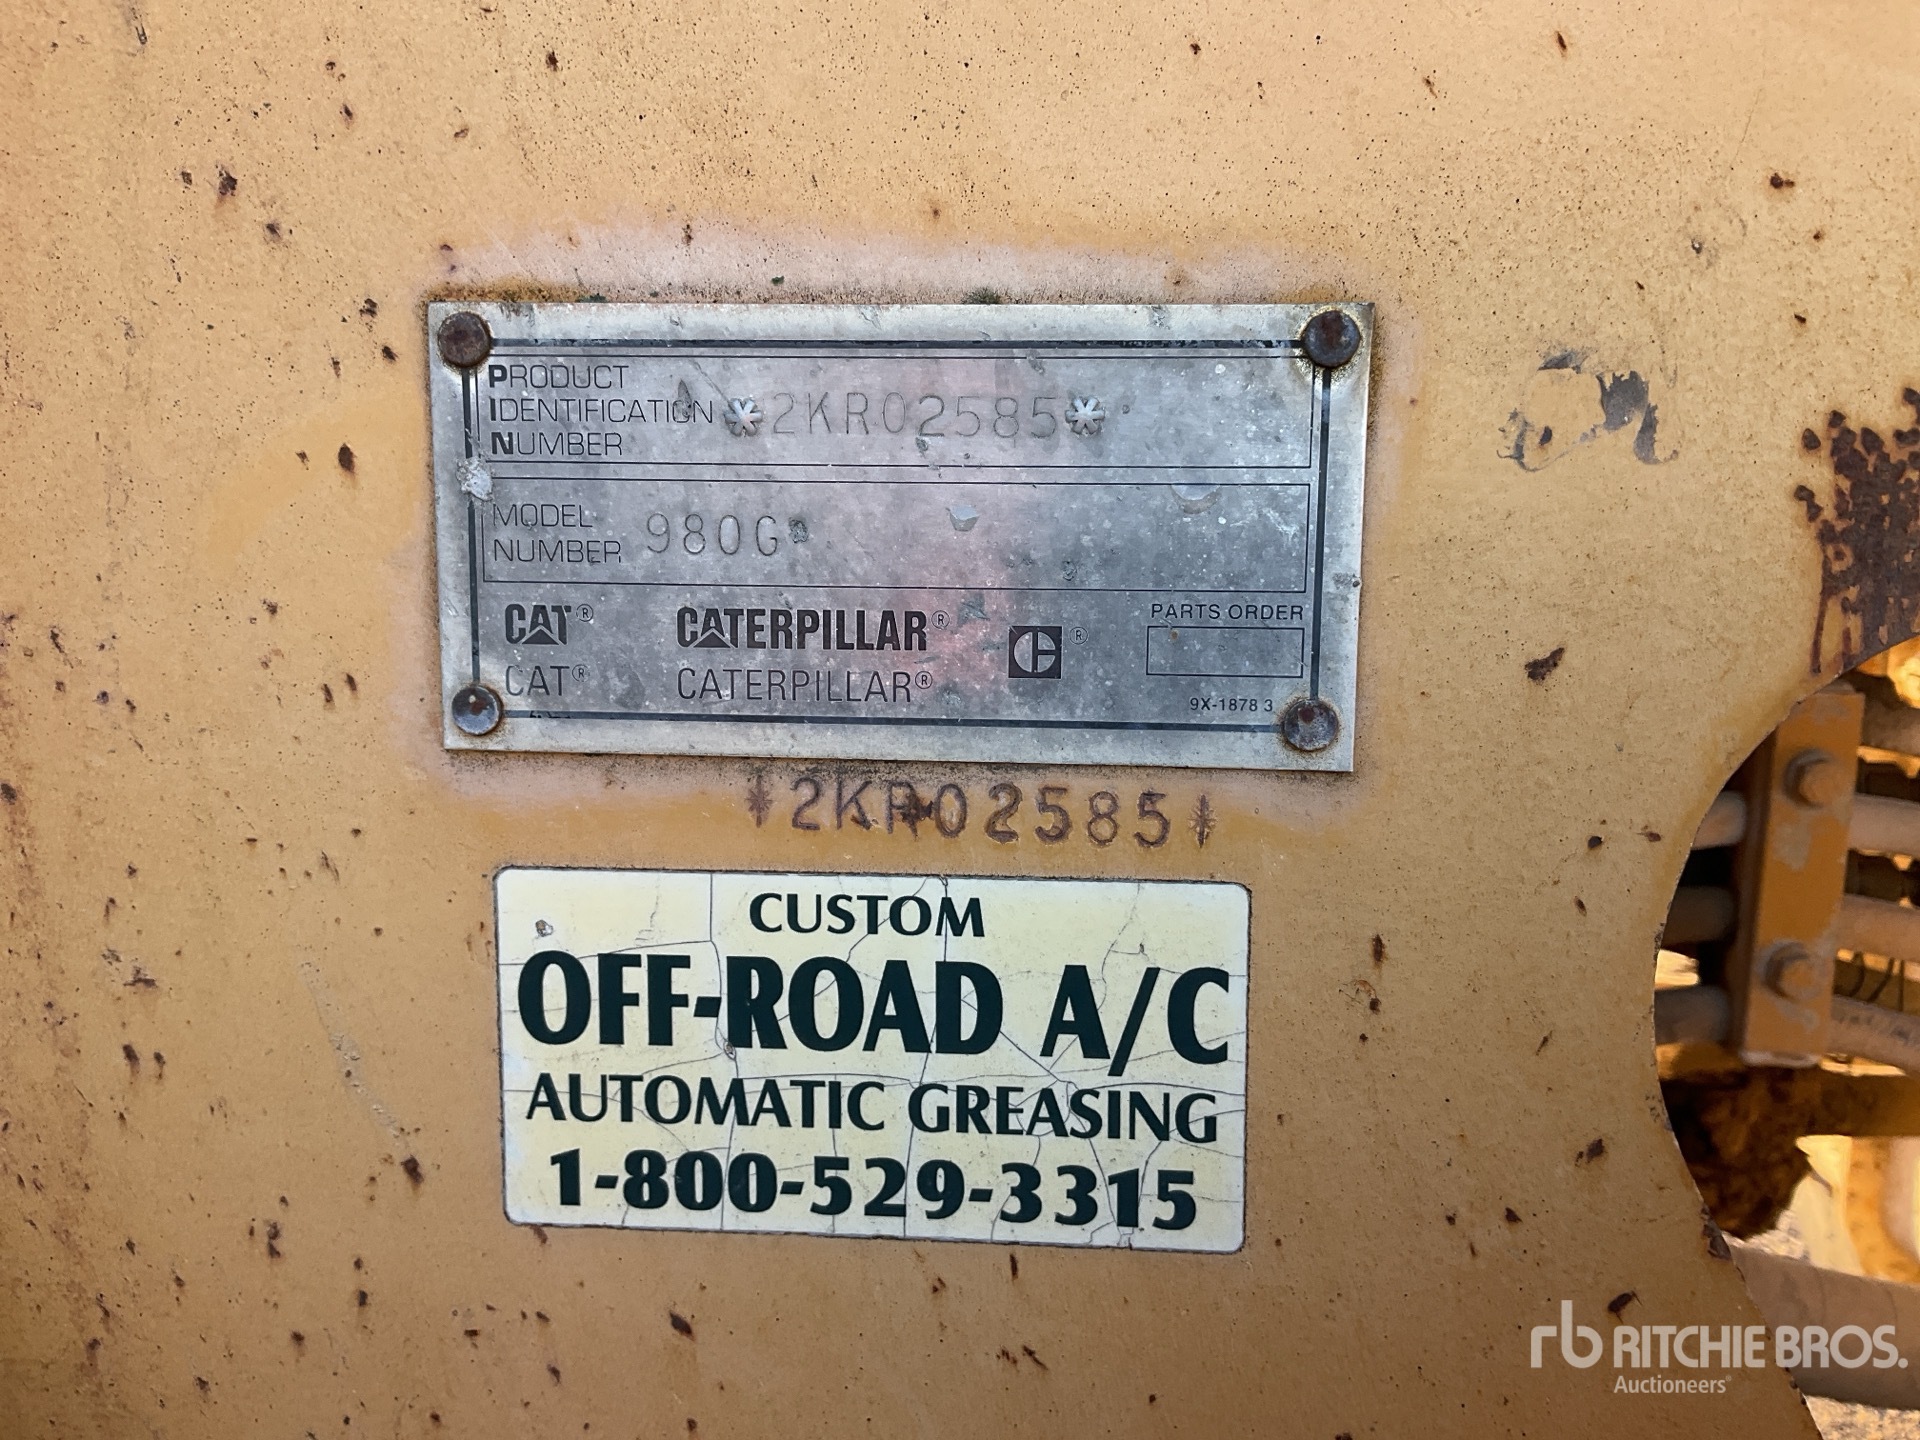 PRODUCT
IDENTIFICATION *2KR02585*
NUMBER
MODEL
NUMBER 980G
CAT® CATERPILLAR® ®
CAT® CATERPILLAR®
PARTS ORDER
9X-1878 3
*2KR02585*
CUSTOM
OFF-ROAD A/C
AUTOMATIC GREASING
1-800-529-3315
rb RITCHIE BROS.
Auctioneers®